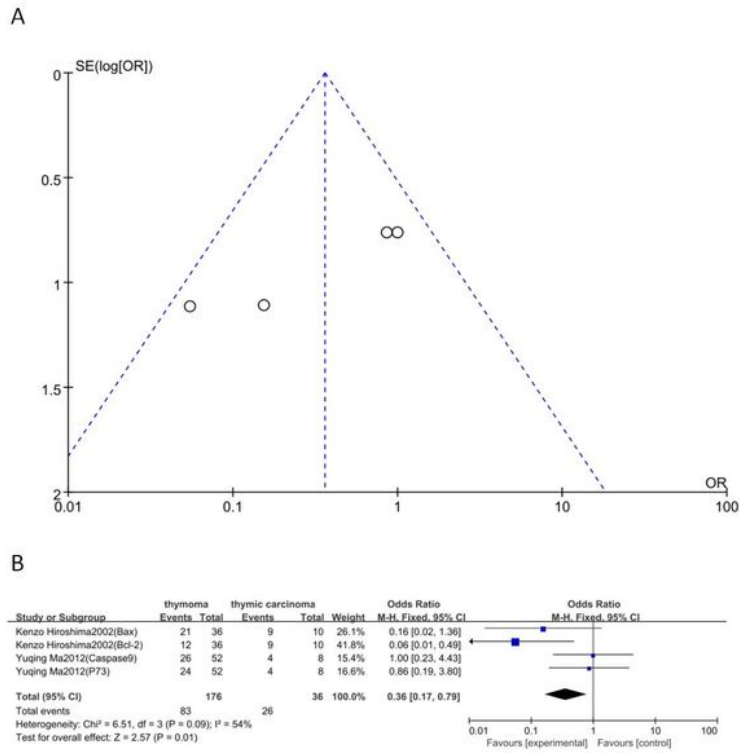 A
SE(log[OR])
0
0.5
1
1.5
2
OR
0.01 0.1 1 10 100
B
thymoma thymic carcinoma Odds Ratio Odds Ratio
Study or Subgroup Events Total Events Total Weight M-H. Fixed. 95% CI M-H. Fixed. 95% CI
Kenzo Hiroshima2002(Bax) 21 36 9 10 26.1% 0.16 [0.02, 1.36]
Kenzo Hiroshima2002(Bcl-2) 12 36 9 10 41.8% 0.06 [0.01, 0.49]
Yuqing Ma2012(Caspase9) 26 52 4 8 15.4% 1.00 [0.23, 4.43]
Yuqing Ma2012(P73) 24 52 4 8 16.6% 0.86 [0.19, 3.80]
Total (95% CI) 176 36 100.0% 0.36 [0.17, 0.79]
Total events 83 26
Heterogeneity: Chi² = 6.51, df = 3 (P = 0.09); I² = 54%
Test for overall effect: Z = 2.57 (P = 0.01)
0.01 0.1 1 10 100
Favours [experimental] Favours [control]